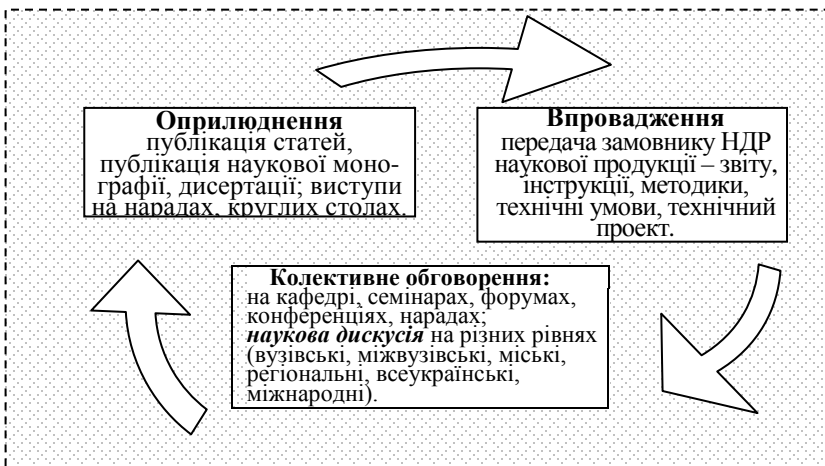 Оприлюднення
публікація статей,
публікація наукової моно-
графії, дисертації; виступи
на нарадах, круглих столах.
Впровадження
передача замовнику НДР
наукової продукції – звіту,
інструкції, методики,
технічні умови, технічний
проект.
Колективне обговорення:
на кафедрі, семінарах, форумах,
конференціях, нарадах;
наукова дискусія на різних рівнях
(вузівські, міжвузівські, міські,
регіональні, всеукраїнські,
міжнародні).